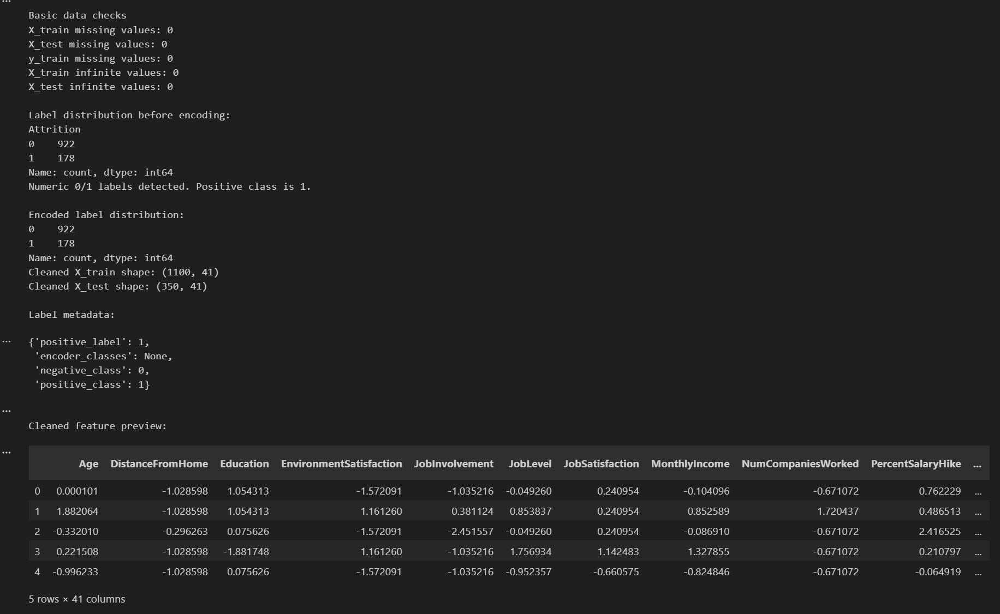 Basic data checks
X_train missing values: 0
X_test missing values: 0
y_train missing values: 0
X_train infinite values: 0
X_test infinite values: 0
Label distribution before encoding:
Attrition
0    922
1    178
Name: count, dtype: int64
Numeric 0/1 labels detected. Positive class is 1.
Encoded label distribution:
0    922
1    178
Name: count, dtype: int64
Cleaned X_train shape: (1100, 41)
Cleaned X_test shape: (350, 41)
Label metadata:
{'positive_label': 1,
 'encoder_classes': None,
 'negative_class': 0,
 'positive_class': 1}
Cleaned feature preview:
Age DistanceFromHome Education EnvironmentSatisfaction JobInvolvement JobLevel JobSatisfaction MonthlyIncome NumCompaniesWorked PercentSalaryHike ...
0 0.000101 -1.028598 1.054313 -1.572091 -1.035216 -0.049260 0.240954 -0.104096 -0.671072 0.762229 ...
1 1.882064 -1.028598 1.054313 1.161260 0.381124 0.853837 0.240954 0.852589 1.720437 0.486513 ...
2 -0.332010 -0.296263 0.075626 -1.572091 -2.451557 -0.049260 0.240954 -0.086910 -0.671072 2.416525 ...
3 0.221508 -1.028598 -1.881748 1.161260 -1.035216 1.756934 1.142483 1.327855 -0.671072 0.210797 ...
4 -0.996233 -1.028598 0.075626 -1.572091 -1.035216 -0.952357 -0.660575 -0.824846 -0.671072 -0.064919 ...
5 rows × 41 columns